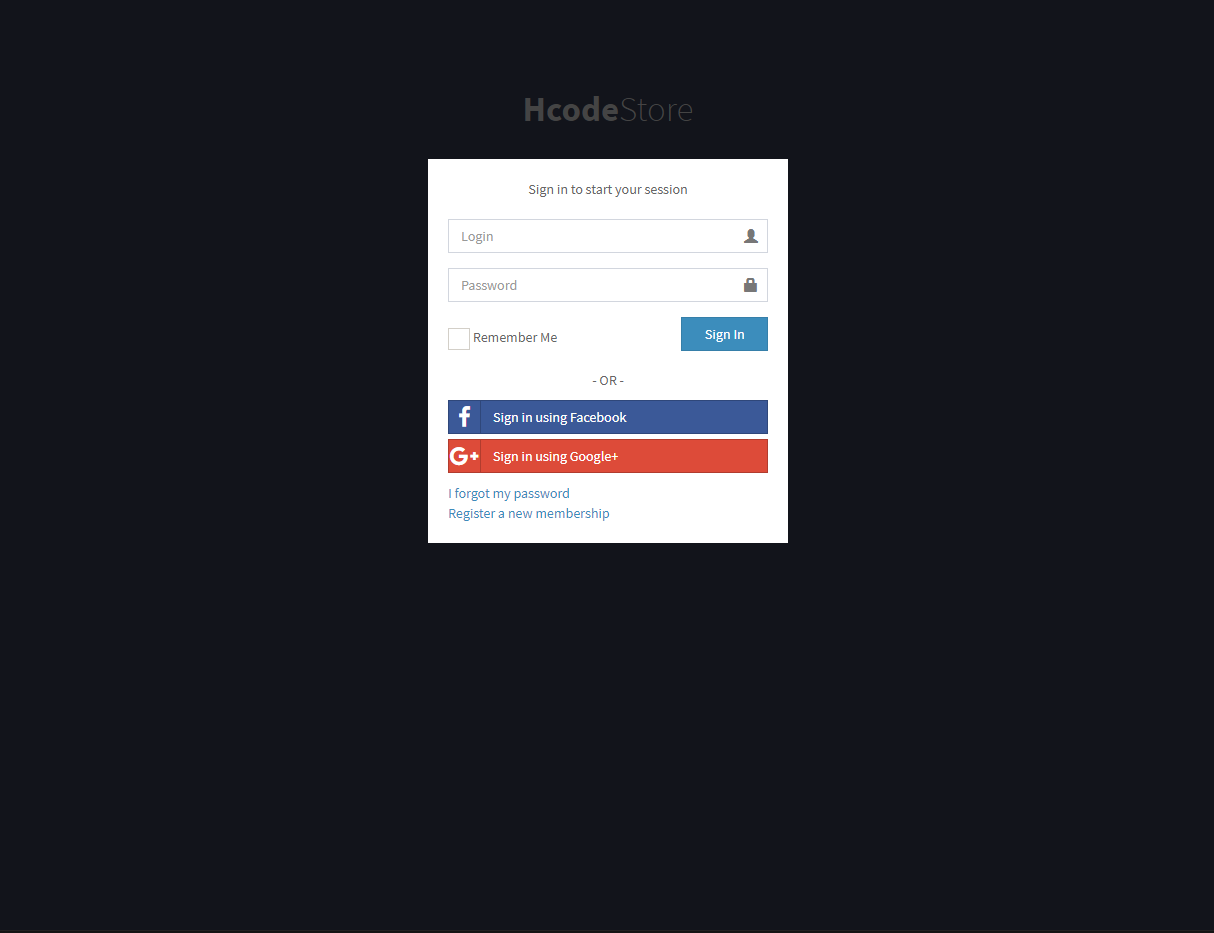 HcodeStore
Sign in to start your session
Login
Password
Remember Me
Sign In
- OR -
Sign in using Facebook
Sign in using Google+
I forgot my password
Register a new membership